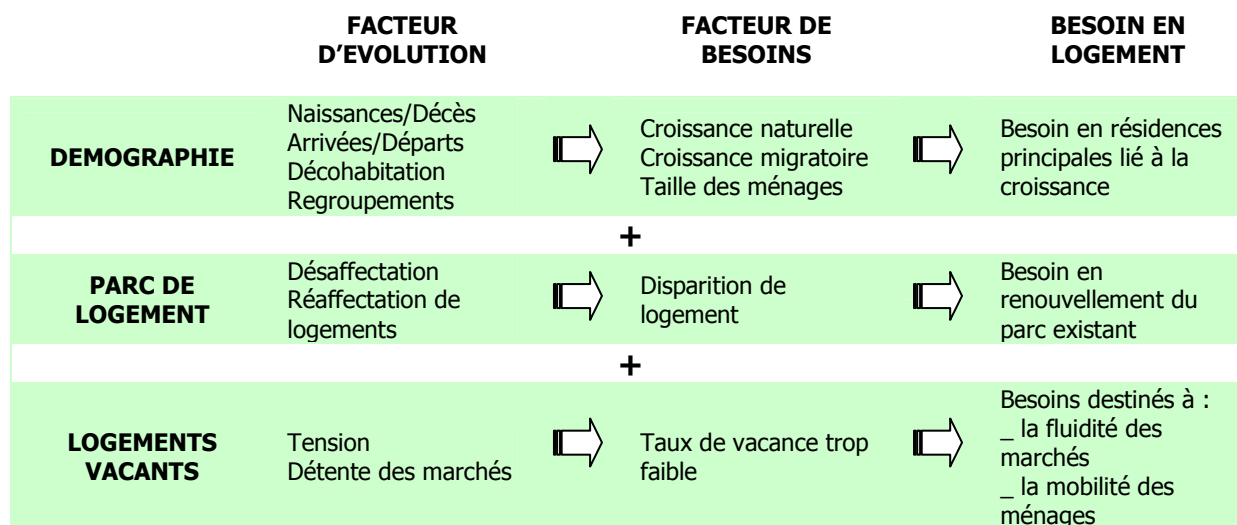 FACTEUR
D'EVOLUTION
FACTEUR DE
BESOINS
BESOIN EN
LOGEMENT
DEMOGRAPHIE
Naissances/Décès
Arrivées/Départs
Décohabitation
Regroupements
Croissance naturelle
Croissance migratoire
Taille des ménages
Besoin en résidences
principales lié à la
croissance
+
PARC DE
LOGEMENT
Désaffectation
Réaffectation de
logements
Disparition de
logement
Besoin en
renouvellement du
parc existant
+
LOGEMENTS
VACANTS
Tension
Détente des marchés
Taux de vacance trop
faible
Besoins destinés à :
_ la fluidité des
marchés
_ la mobilité des
ménages